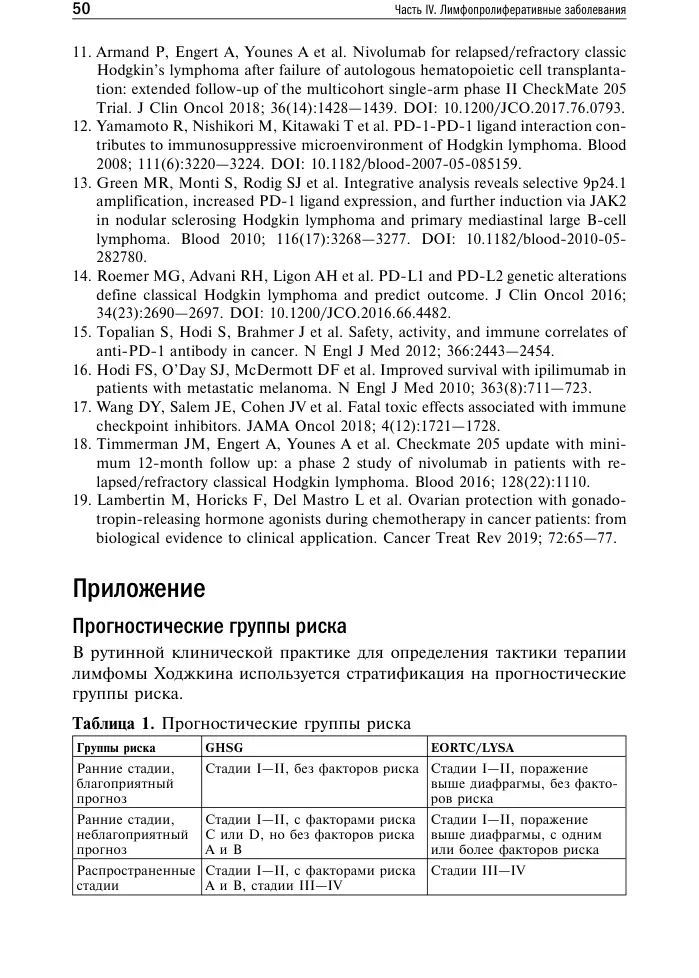 50
Часть IV. Лимфопролиферативные заболевания
11. Armand P, Engert A, Younes A et al. Nivolumab for relapsed/refractory classic
Hodgkin's lymphoma after failure of autologous hematopoietic cell transplanta-
tion: extended follow-up of the multicohort single-arm phase II CheckMate 205
Trial. J Clin Oncol 2018; 36(14):1428—1439. DOI: 10.1200/JCO.2017.76.0793.
12. Yamamoto R, Nishikori M, Kitawaki T et al. PD-1-PD-1 ligand interaction con-
tributes to immunosuppressive microenvironment of Hodgkin lymphoma. Blood
2008; 111(6):3220—3224. DOI: 10.1182/blood-2007-05-085159.
13. Green MR, Monti S, Rodig SJ et al. Integrative analysis reveals selective 9p24.1
amplification, increased PD-1 ligand expression, and further induction via JAK2
in nodular sclerosing Hodgkin lymphoma and primary mediastinal large B-cell
lymphoma. Blood 2010; 116(17):3268—3277. DOI: 10.1182/blood-2010-05-
282780.
14. Roemer MG, Advani RH, Ligon AH et al. PD-L1 and PD-L2 genetic alterations
define classical Hodgkin lymphoma and predict outcome. J Clin Oncol 2016;
34(23):2690—2697. DOI: 10.1200/JCO.2016.66.4482.
15. Topalian S, Hodi S, Brahmer J et al. Safety, activity, and immune correlates of
anti-PD-1 antibody in cancer. N Engl J Med 2012; 366:2443—2454.
16. Hodi FS, O'Day SJ, McDermott DF et al. Improved survival with ipilimumab in
patients with metastatic melanoma. N Engl J Med 2010; 363(8):711—723.
17. Wang DY, Salem JE, Cohen JV et al. Fatal toxic effects associated with immune
checkpoint inhibitors. JAMA Oncol 2018; 4(12):1721—1728.
18. Timmerman JM, Engert A, Younes A et al. Checkmate 205 update with mini-
mum 12-month follow up: a phase 2 study of nivolumab in patients with re-
lapsed/refractory classical Hodgkin lymphoma. Blood 2016; 128(22):1110.
19. Lambertin M, Horicks F, Del Mastro L et al. Ovarian protection with gonado-
tropin-releasing hormone agonists during chemotherapy in cancer patients: from
biological evidence to clinical application. Cancer Treat Rev 2019; 72:65—77.
Приложение
Прогностические группы риска
В рутинной клинической практике для определения тактики терапии
лимфомы Ходжкина используется стратификация на прогностические
группы риска.
Таблица 1. Прогностические группы риска
Группы риска
GHSG
EORTC/LYSA
Ранние стадии,
благоприятный
прогноз
Стадии I—II, без факторов риска
Стадии I—II, поражение
выше диафрагмы, без факто-
ров риска
Ранние стадии,
неблагоприятный
прогноз
Стадии I—II, с факторами риска
C или D, но без факторов риска
А и В
Стадии I—II, поражение
выше диафрагмы, с одним
или более факторов риска
Распространенные
стадии
Стадии I—II, с факторами риска
А и В, стадии III—IV
Стадии III—IV